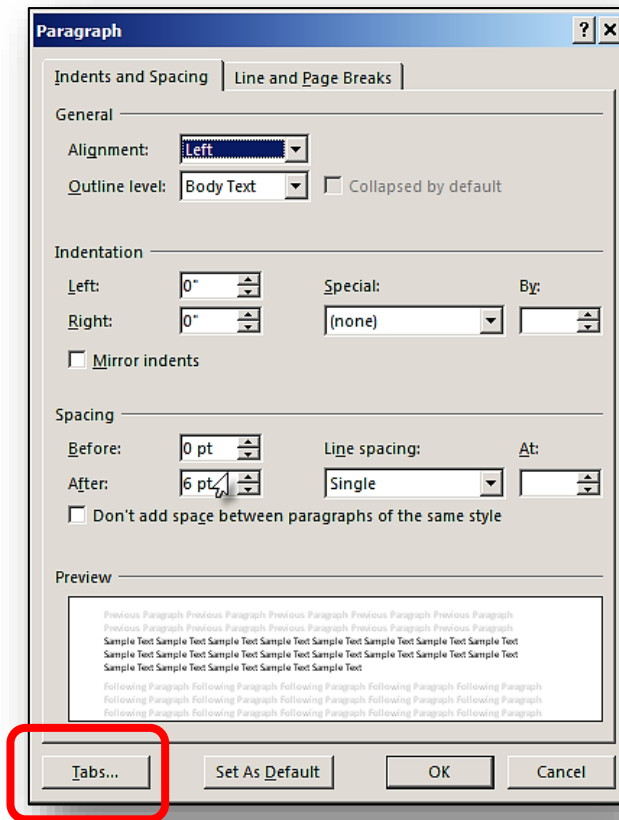 Paragraph
Indents and Spacing Line and Page Breaks
General
Alignment: Left
Outline level: Body Text Collapsed by default
Indentation
Left: 0" Special: By:
Right: 0" (none)
Mirror indents
Spacing
Before: 0 pt Line spacing: At:
After: 6 pt Single
Don't add space between paragraphs of the same style
Preview
Previous Paragraph Previous Paragraph Previous Paragraph Previous Paragraph Previous Paragraph
Previous Paragraph Previous Paragraph Previous Paragraph Previous Paragraph Previous Paragraph
Sample Text Sample Text Sample Text Sample Text Sample Text Sample Text Sample Text Sample Text
Sample Text Sample Text Sample Text Sample Text Sample Text Sample Text Sample Text Sample Text
Sample Text Sample Text Sample Text Sample Text Sample Text
Following Paragraph Following Paragraph Following Paragraph Following Paragraph Following Paragraph
Following Paragraph Following Paragraph Following Paragraph Following Paragraph Following Paragraph
Following Paragraph Following Paragraph Following Paragraph Following Paragraph Following Paragraph
Tabs... Set As Default OK Cancel